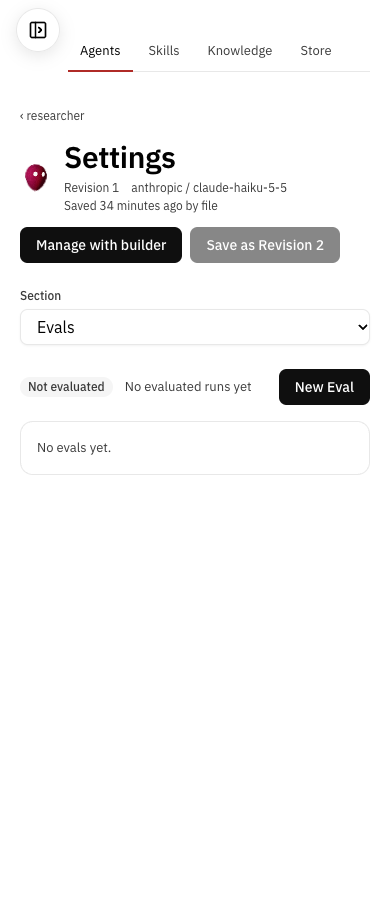 Agents Skills Knowledge Store
‹ researcher
Settings
Revision 1 anthropic / claude-haiku-5-5
Saved 34 minutes ago by file
Manage with builder Save as Revision 2
Section
Evals
Not evaluated No evaluated runs yet New Eval
No evals yet.